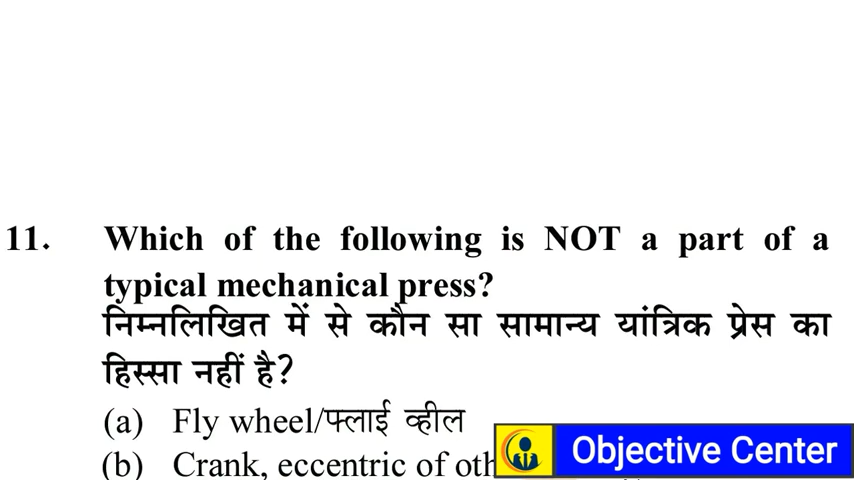 11. Which of the following is NOT a part of a
typical mechanical press?
निम्नलिखित में से कौन सा सामान्य यांत्रिक प्रेस का
हिस्सा नहीं है?
(a) Fly wheel/फ्लाई व्हील
(b) Crank, eccentric of
Objective Center